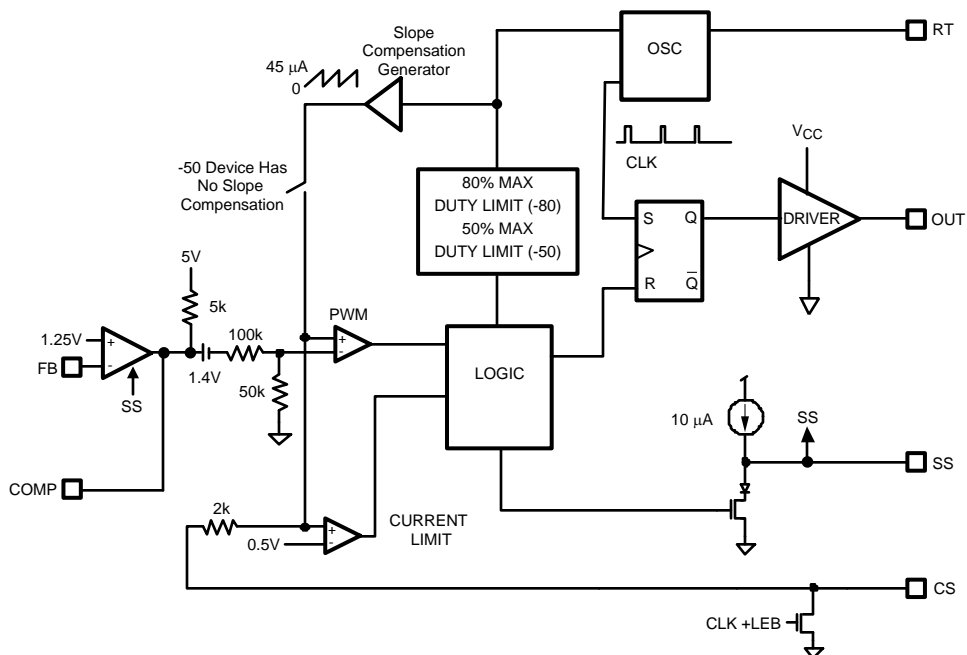 Slope
Compensation
Generator
45 μA
0
OSC
RT
CLK
VCC
-50 Device Has
No Slope
Compensation
80% MAX
DUTY LIMIT (-80)
50% MAX
DUTY LIMIT (-50)
S
Q
R
Q̅
DRIVER
OUT
5V
5k
PWM
1.25V
+
-
FB
SS
1.4V
100k
50k
+
-
LOGIC
10 μA
SS
SS
COMP
2k
0.5V
+
-
CURRENT
LIMIT
CS
CLK +LEB